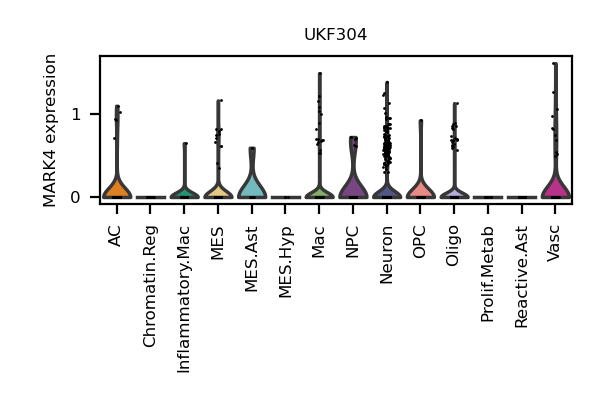 UKF304
MARK4 expression
1
0
AC
Chromatin.Reg
Inflammatory.Mac
MES
MES.Ast
MES.Hyp
Mac
NPC
Neuron
OPC
Oligo
Prolif.Metab
Reactive.Ast
Vasc